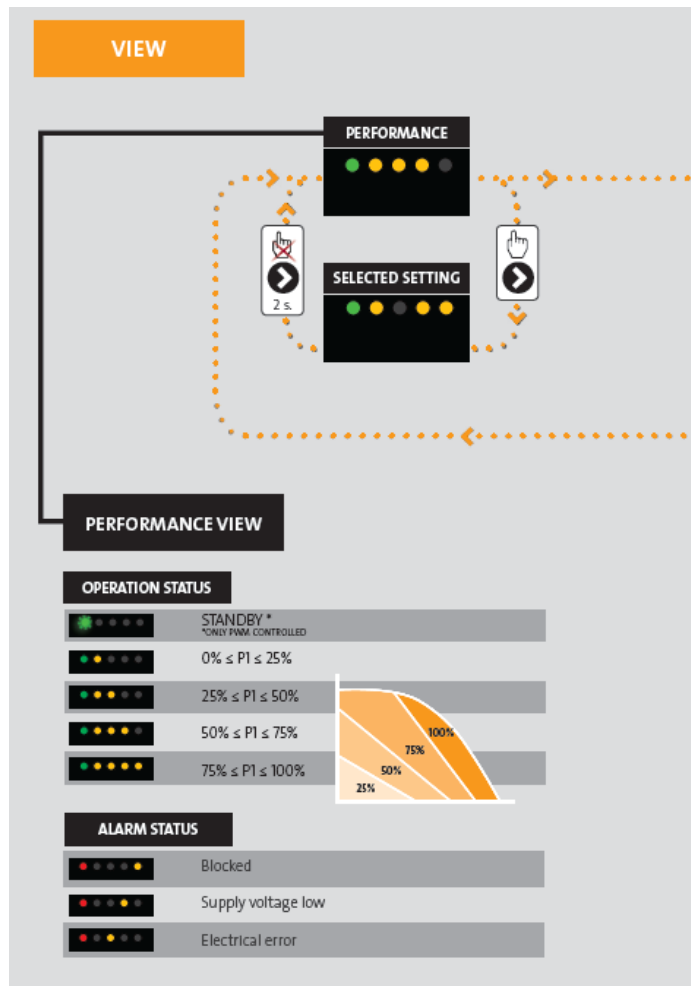 VIEW
PERFORMANCE
2 s.
SELECTED SETTING
PERFORMANCE VIEW
OPERATION STATUS
STANDBY *
*ONLY PWM CONTROLLED
0% ≤ P1 ≤ 25%
25% ≤ P1 ≤ 50%
50% ≤ P1 ≤ 75%
75% ≤ P1 ≤ 100%
100%
75%
50%
25%
ALARM STATUS
Blocked
Supply voltage low
Electrical error